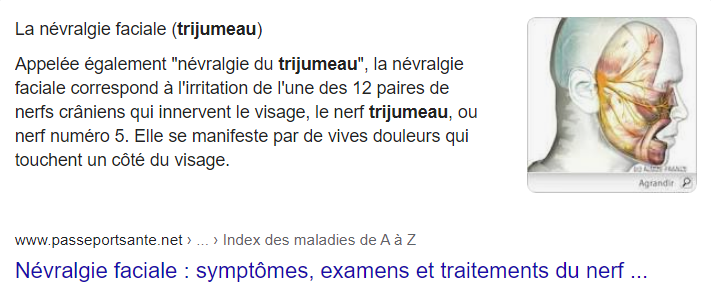 La névralgie faciale (trijumeau)
Appelée également "névralgie du trijumeau", la névralgie
faciale correspond à l'irritation de l'une des 12 paires de
nerfs crâniens qui innervent le visage, le nerf trijumeau, ou
nerf numéro 5. Elle se manifeste par de vives douleurs qui
touchent un côté du visage.
Agrandir
www.passeportsante.net › ... › Index des maladies de A à Z
Névralgie faciale : symptômes, examens et traitements du nerf ...